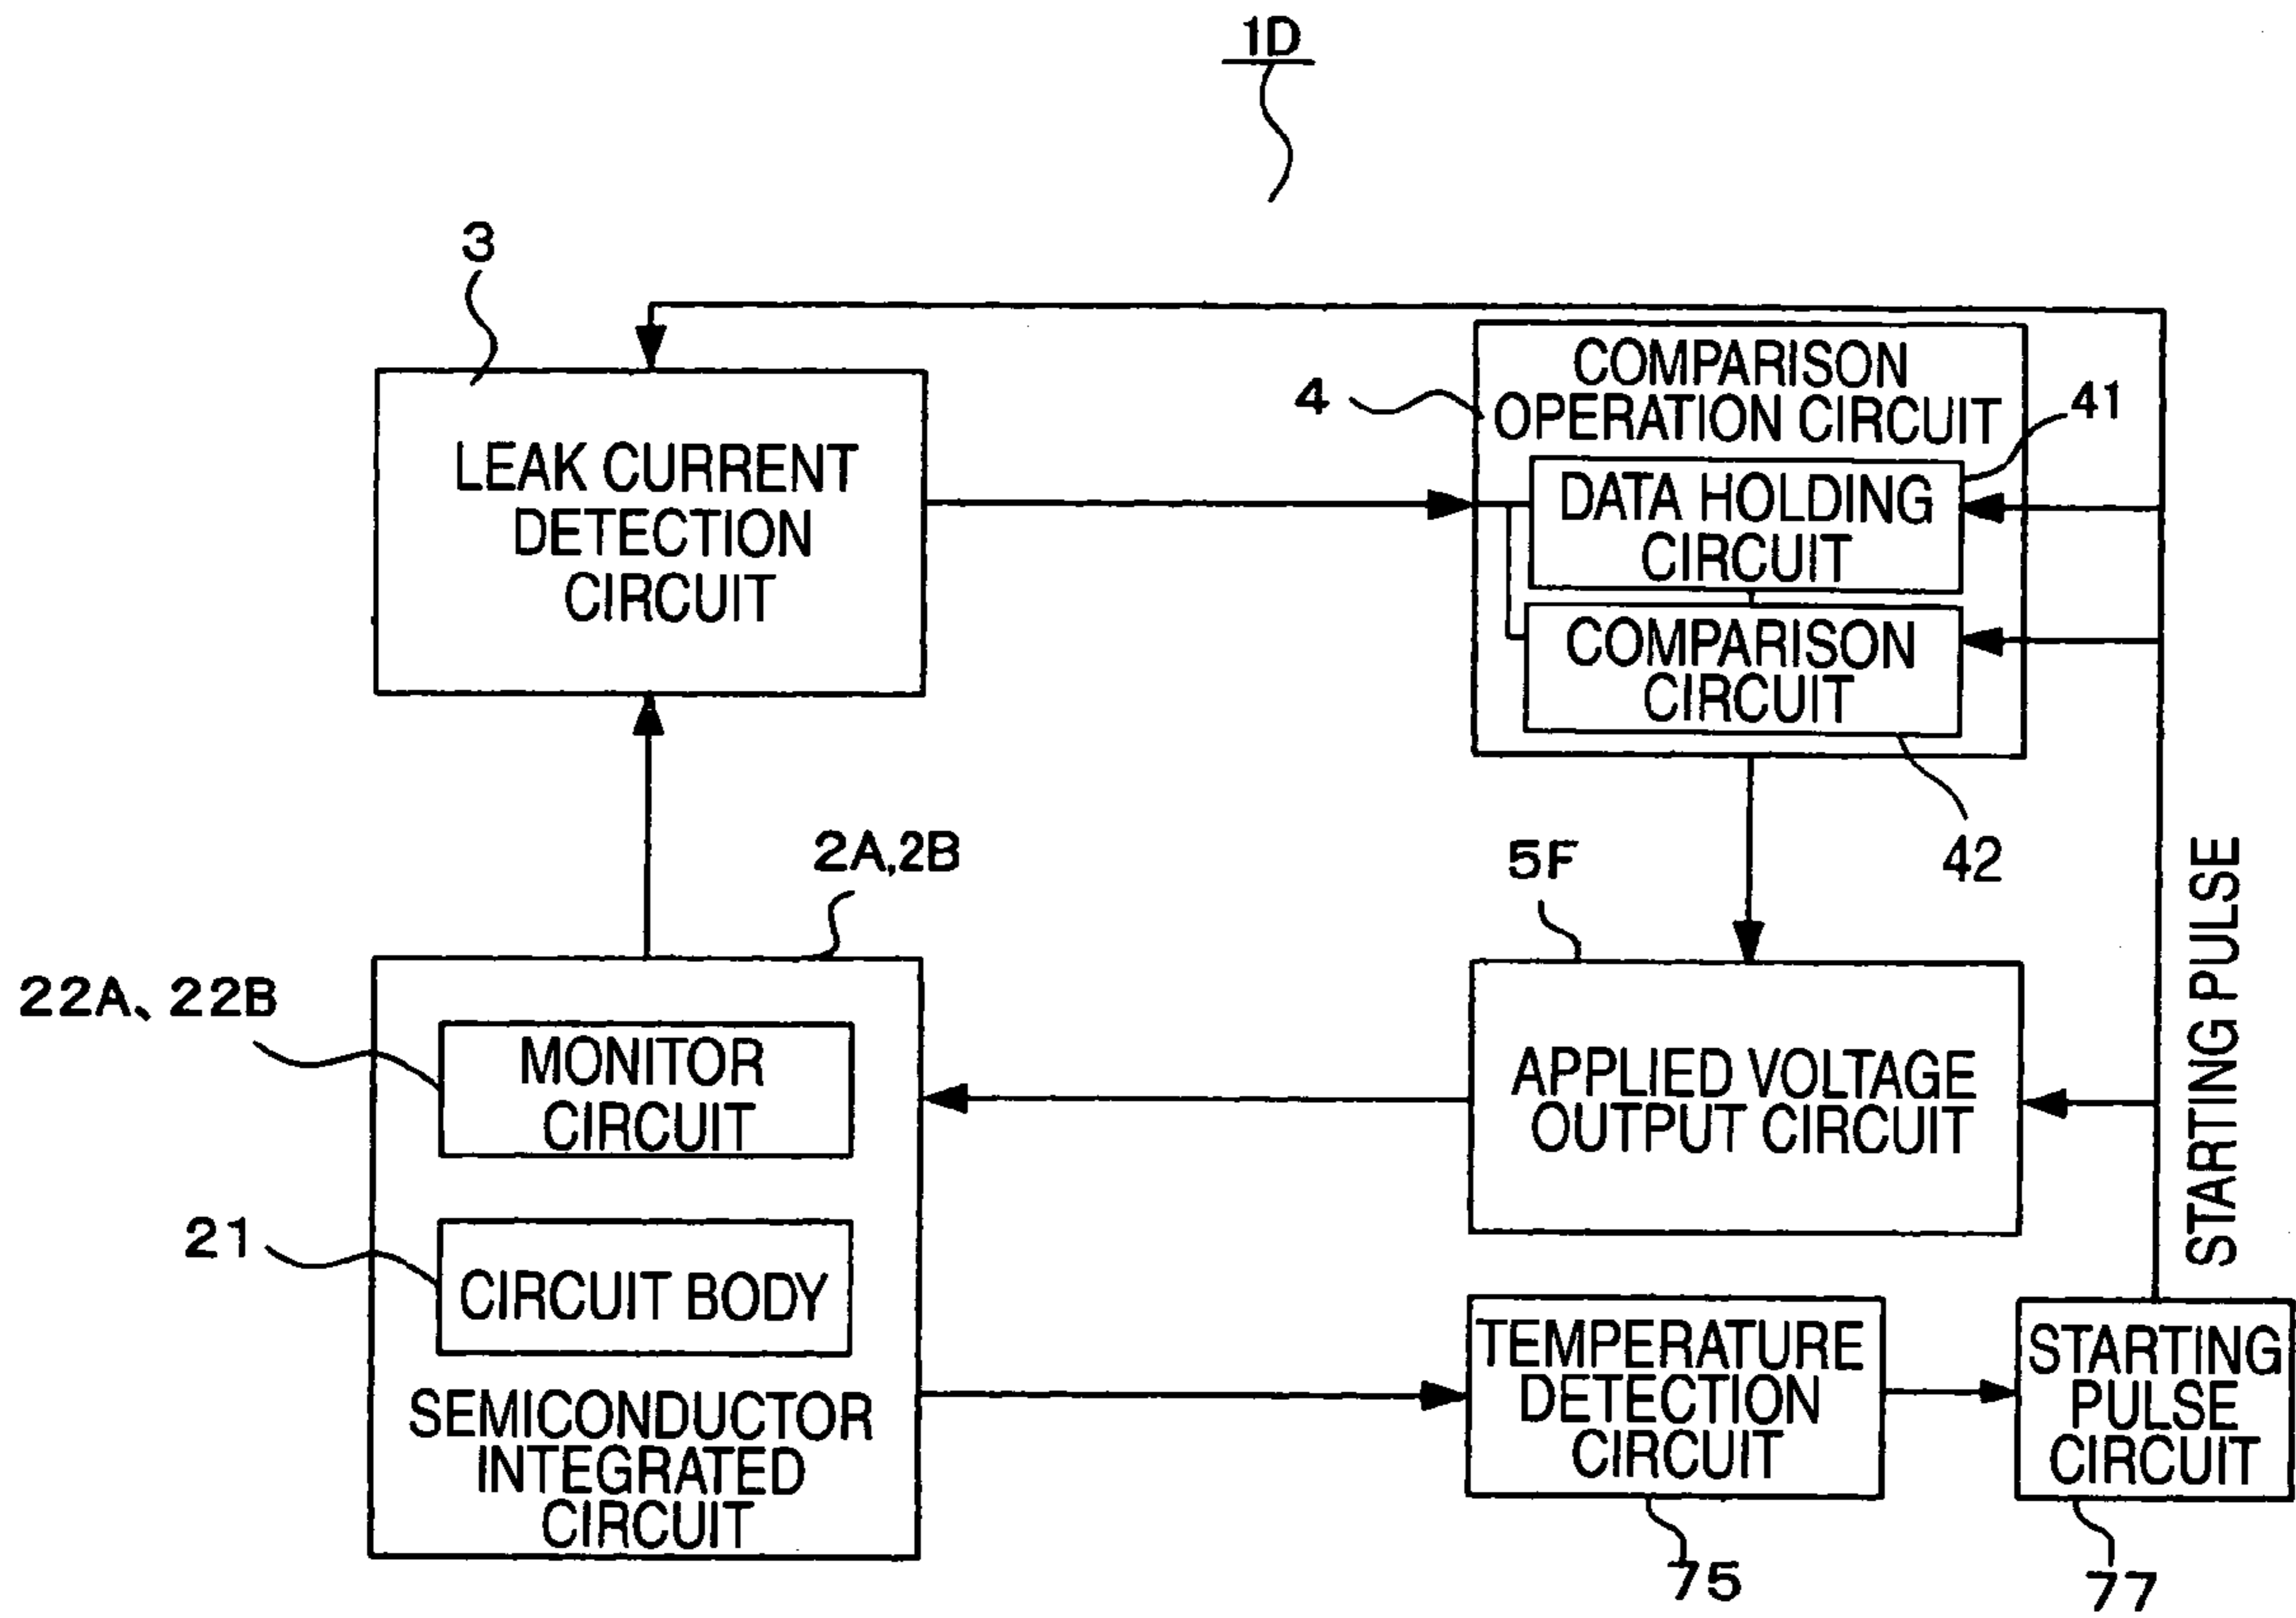 1D
3
LEAK CURRENT
DETECTION
CIRCUIT
4
COMPARISON
OPERATION CIRCUIT
41
DATA HOLDING
CIRCUIT
COMPARISON
CIRCUIT
42
2A,2B
22A、22B
MONITOR
CIRCUIT
21
CIRCUIT BODY
SEMICONDUCTOR
INTEGRATED
CIRCUIT
5F
APPLIED VOLTAGE
OUTPUT CIRCUIT
STARTING PULSE
TEMPERATURE
DETECTION
CIRCUIT
75
STARTING
PULSE
CIRCUIT
77